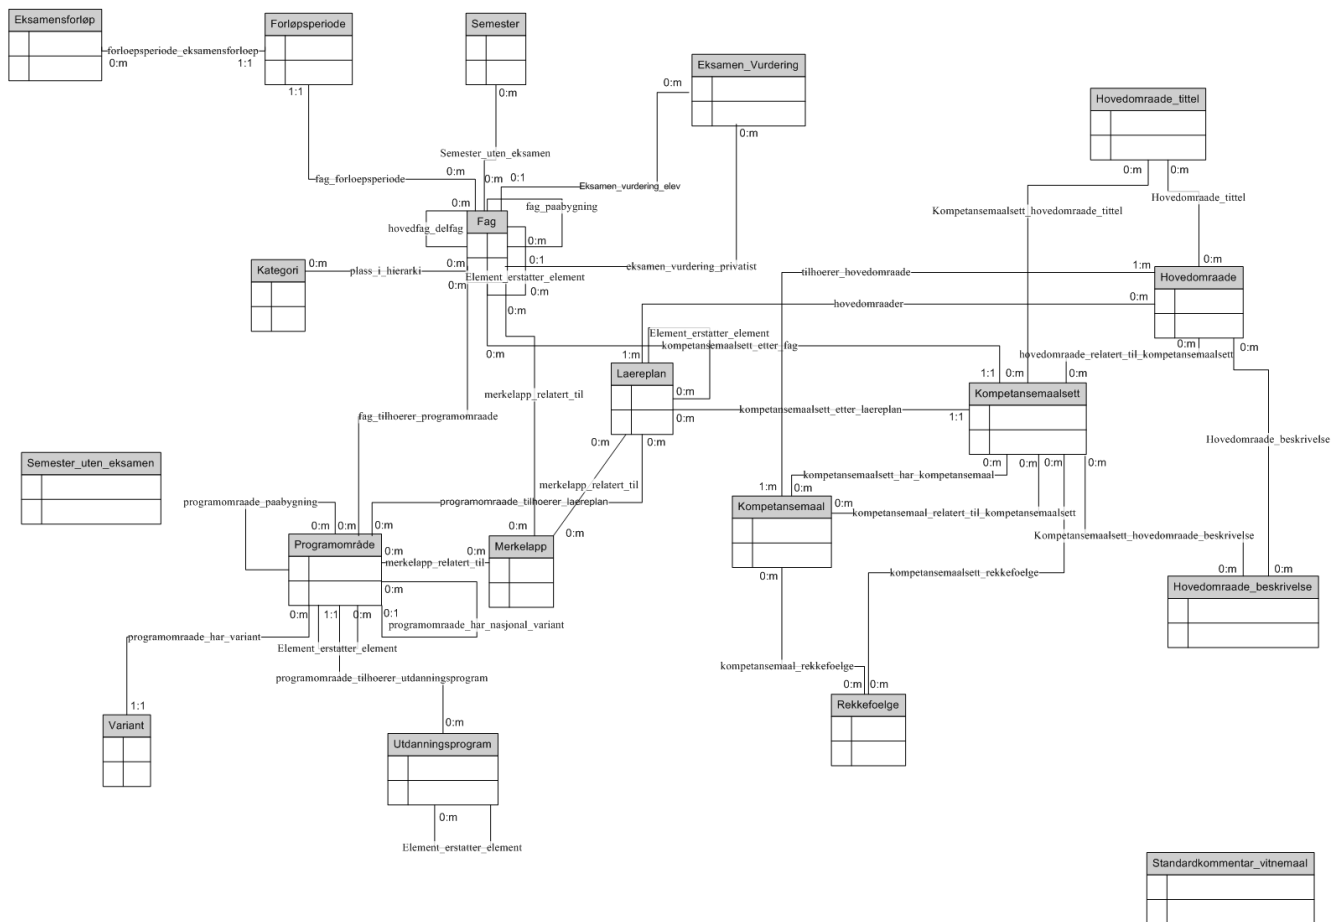 Eksamensforløp
Forløpsperiode
Semester
forloepsperiode_eksamensforloep
0:m
1:1
Eksamen_Vurdering
1:1
0:m
0:m
Hovedomraade_tittel
0:m
Semester_uten_eksamen
0:m
0:m
0:m
0:m
0:1
fag_forloepsperiode
Eksamen_vurdering_elev
Hovedomraade_tittel
0:m
fag_paabygning
Kompetansemaalsett_hovedomraade_tittel
Fag
hovedfag_delfag
0:m
Kategori
0:m
plass_i_hierarki
0:m
0:1
eksamen_vurdering_privatist
tilhoerer_hovedomraade
1:m
0:m
Hovedomraade
Element_erstatter_element
0:m
0:m
hovedomraader
0:m
0:m
Element_erstatter_element
kompetansemaalsett_etter_fag
0:m
1:m
hovedomraade_relatert_til_kompetansemaalsett
0:m
0:m
Laereplan
1:1
0:m
0:m
Kompetansemaalsett
merkelapp_relatert_til
0:m
fag_tilhoerer_programomraade
0:m
kompetansemaalsett_etter_laereplan
1:1
0:m
0:m
Hovedomraade_beskrivelse
Semester_uten_eksamen
0:m
0:m
0:m
0:m
kompetansemaalsett_har_kompetansemaal
merkelapp_relatert_til
1:m
0:m
programomraade_paabygning
programomraade_tilhoerer_laereplan
Kompetansemaal
0:m
kompetansemaal_relatert_til_kompetansemaalsett
0:m
0:m
0:m
0:m
0:m
Kompetansemaalsett_hovedomraade_beskrivelse
Programområde
0:m
0:m
Merkelapp
merkelapp_relatert_til
0:m
kompetansemaalsett_rekkefoelge
0:m
0:m
0:m
Hovedomraade_beskrivelse
0:m
1:1
0:m
0:1
programomraade_har_nasjonal_variant
programomraade_har_variant
Element_erstatter_element
kompetansemaal_rekkefoelge
programomraade_tilhoerer_utdanningsprogram
0:m
0:m
1:1
Rekkefoelge
Variant
0:m
Utdanningsprogram
0:m
Element_erstatter_element
Standardkommentar_vitnemaal